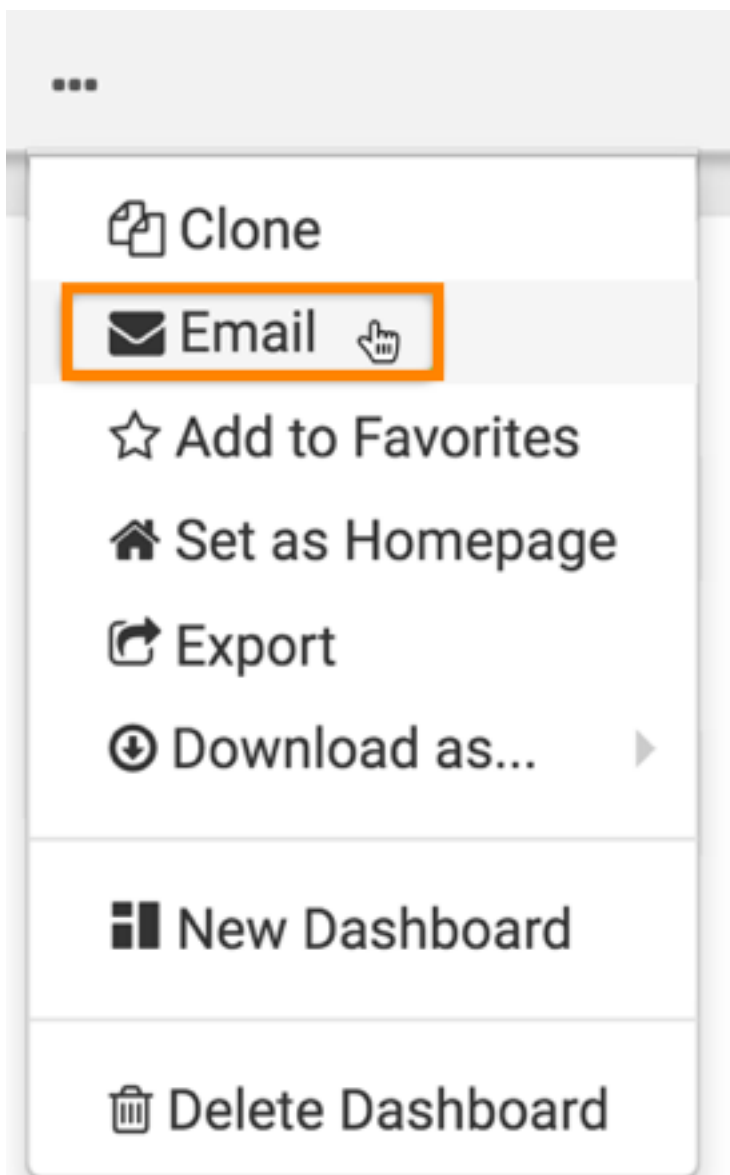 Clone
Email
Add to Favorites
Set as Homepage
Export
Download as...
New Dashboard
Delete Dashboard